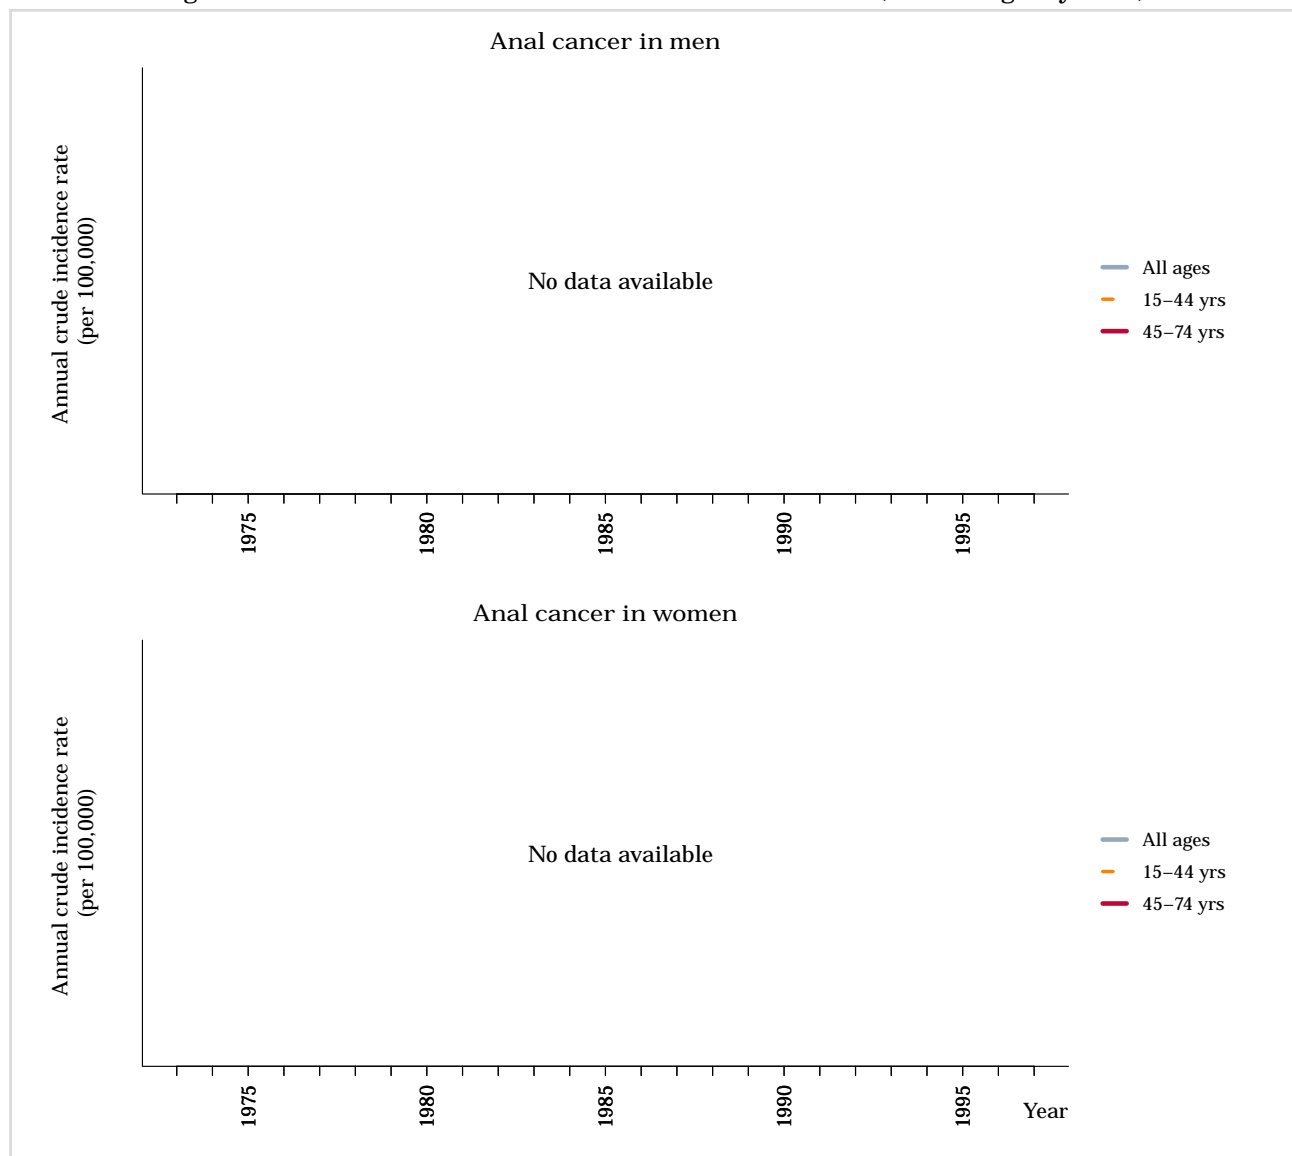 Anal cancer in men
Annual crude incidence rate
(per 100,000)
No data available
All ages
15–44 yrs
45–74 yrs
1975
1980
1985
1990
1995
Anal cancer in women
Annual crude incidence rate
(per 100,000)
No data available
All ages
15–44 yrs
45–74 yrs
1975
1980
1985
1990
1995
Year